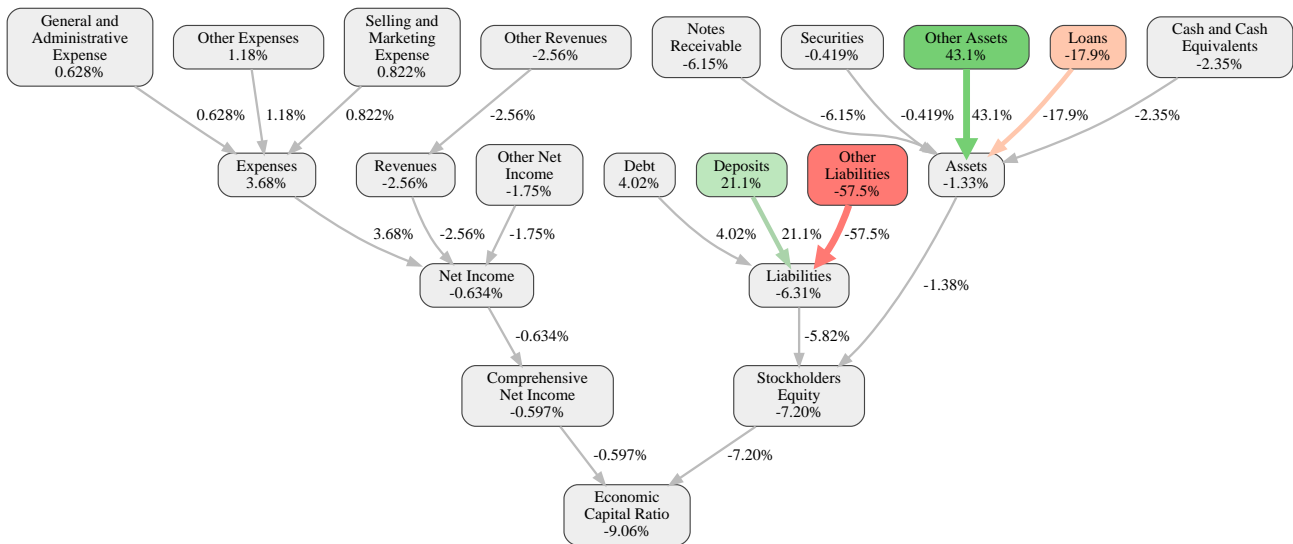 General and
Administrative
Expense
0.628%
Other Expenses
1.18%
Selling and
Marketing
Expense
0.822%
Other Revenues
-2.56%
Notes
Receivable
-6.15%
Securities
-0.419%
Other Assets
43.1%
Loans
-17.9%
Cash and Cash
Equivalents
-2.35%
0.628%
1.18%
0.822%
-2.56%
-6.15%
-0.419%
43.1%
-17.9%
-2.35%
Expenses
3.68%
Revenues
-2.56%
Other Net
Income
-1.75%
Debt
4.02%
Deposits
21.1%
Other
Liabilities
-57.5%
Assets
-1.33%
3.68%
-2.56%
-1.75%
4.02%
21.1%
-57.5%
Net Income
-0.634%
Liabilities
-6.31%
-1.38%
-0.634%
-5.82%
Comprehensive
Net Income
-0.597%
Stockholders
Equity
-7.20%
-0.597%
-7.20%
Economic
Capital Ratio
-9.06%